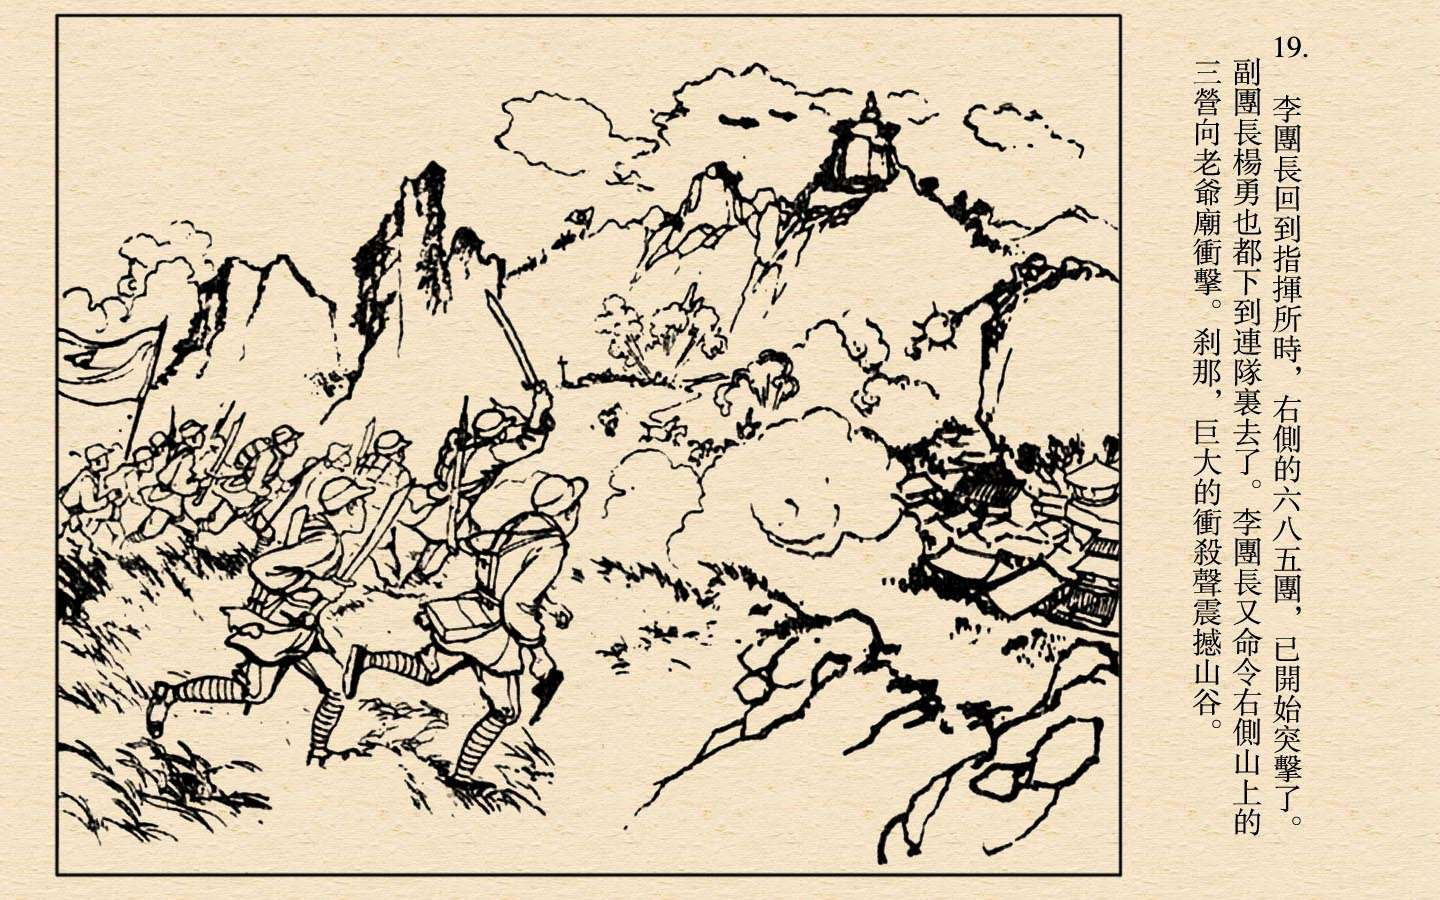 19.
李團長回到指揮所時，右側的六八五團，已開始突擊了。
副團長楊勇也都下到連隊裏去了。李團長又命令右側山上的
三營向老爺廟衝擊。刹那，巨大的衝殺聲震撼山谷。